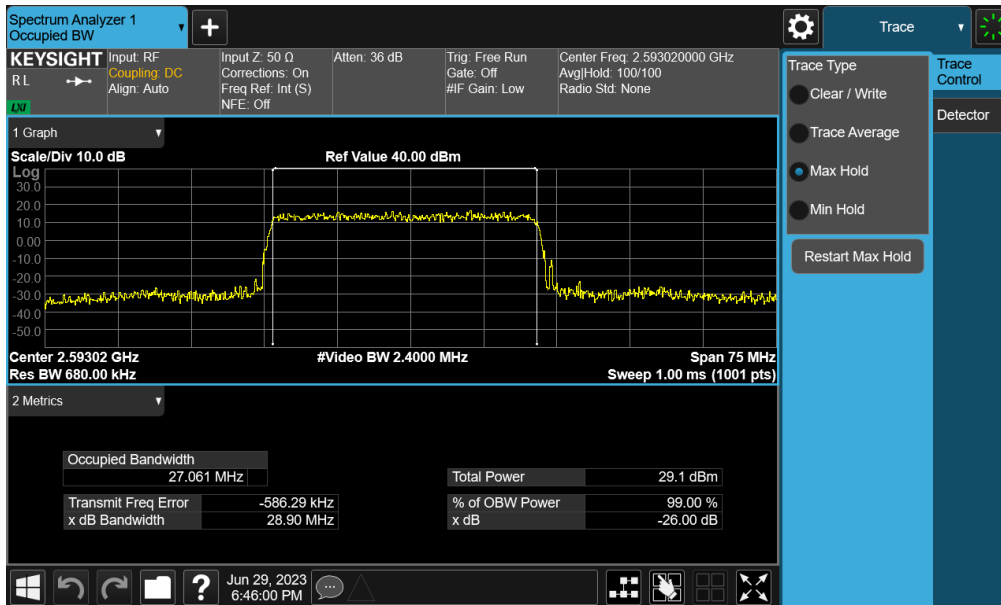 Spectrum Analyzer 1
Occupied BW
+
Trace
KEYSIGHT
R L
LXI
Input: RF
Coupling: DC
Align: Auto
Input Z: 50 Ω
Corrections: On
Freq Ref: Int (S)
NFE: Off
Atten: 36 dB
Trig: Free Run
Gate: Off
#IF Gain: Low
Center Freq: 2.593020000 GHz
Avg|Hold: 100/100
Radio Std: None
Trace Type
Clear / Write
Trace Average
Max Hold
Min Hold
Restart Max Hold
Trace
Control
Detector
1 Graph
Scale/Div 10.0 dB
Ref Value 40.00 dBm
Log
30.0
20.0
10.0
0.00
-10.0
-20.0
-30.0
-40.0
-50.0
Center 2.59302 GHz
#Video BW 2.4000 MHz
Span 75 MHz
Res BW 680.00 kHz
Sweep 1.00 ms (1001 pts)
2 Metrics
Occupied Bandwidth
27.061 MHz
Total Power 29.1 dBm
Transmit Freq Error -586.29 kHz
% of OBW Power 99.00 %
x dB Bandwidth 28.90 MHz
x dB -26.00 dB
?
Jun 29, 2023
6:46:00 PM